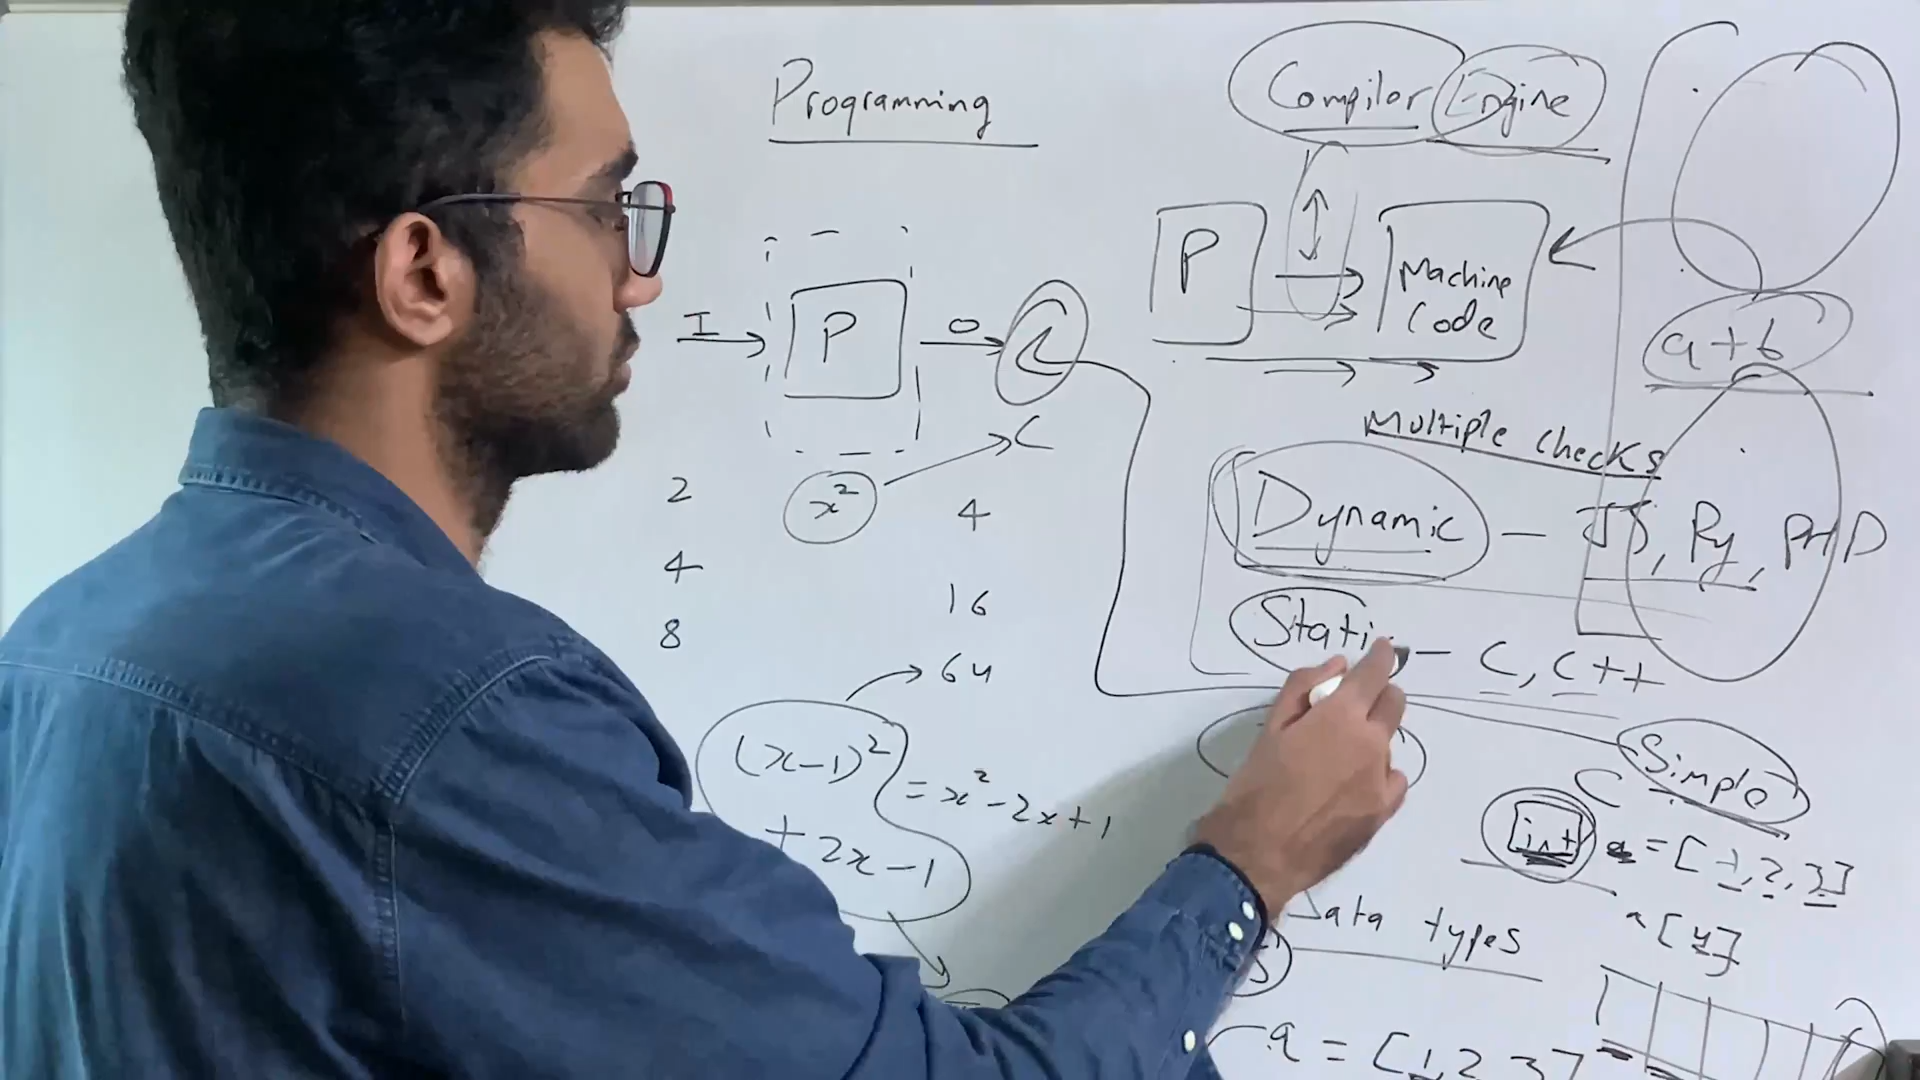 Programming
I
P
O
C
x²
C
2
4
4
16
8
64
(x-1)²
+2x-1
= x²-2x+1
Compilor Engine
P
Machine
Code
a+b
Multiple checks
Dynamic - JS, Py, PHP
Stati - C, C++
Simple
C
int a = [1,2,3]
a[4]
Data types
a = [1,2,3]